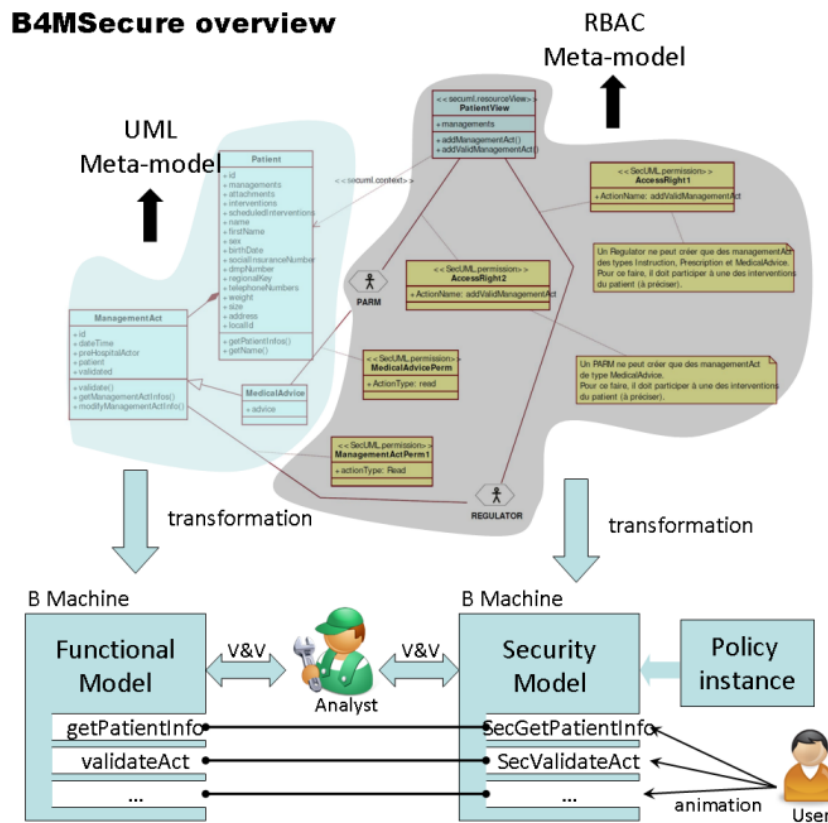 B4MSecure overview
RBAC
Meta-model
UML
Meta-model
<<secuml.resourceView>>
PatientView
+ managements
+ addManagementAct()
+ addValidManagementAct()
Patient
+ id
+ managements
+ attachments
+ interventions
+ scheduledInterventions
+ name
+ firstName
+ sex
+ birthDate
+ socialInsuranceNumber
+ dmpNumber
+ regionalKey
+ telephoneNumbers
+ weight
+ size
+ address
+ localId
+ getPatientInfos()
+ getName()
<<secuml.context>>
<<SecUML.permission>>
AccessRight1
+ ActionName: addValidManagementAct
Un Regulator ne peut créer que des managementAct
des types Instruction, Prescription et MedicalAdvice.
Pour ce faire, il doit participer à une des interventions
du patient (à préciser).
<<SecUML.permission>>
AccessRight2
+ ActionName: addValidManagementAct
PARM
ManagementAct
+ id
+ dateTime
+ preHospitalActor
+ patient
+ validated
+ validate()
+ getManagementActInfos()
+ modifyManagementActInfo()
MedicalAdvice
+ advice
<<SecUML.permission>>
MedicalAdvicePerm
+ ActionType: read
Un PARM ne peut créer que des managementAct
de type MedicalAdvice.
Pour ce faire, il doit participer à une des interventions
du patient (à préciser).
<<SecUML.permission>>
ManagementActPerm1
+ actionType: Read
REGULATOR
transformation
transformation
B Machine
B Machine
Functional
Model
V&V
Analyst
V&V
Security
Model
Policy
instance
getPatientInfo
SecGetPatientInfo
validateAct
SecValidateAct
...
...
animation
User